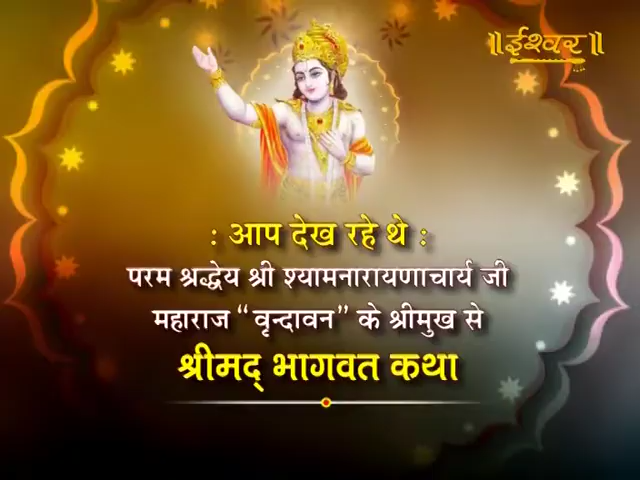 ॥ईश्वर॥
: आप देख रहे थे :
परम श्रद्धेय श्री श्यामनारायणाचार्य जी
महाराज “वृन्दावन” के श्रीमुख से
श्रीमद् भागवत कथा